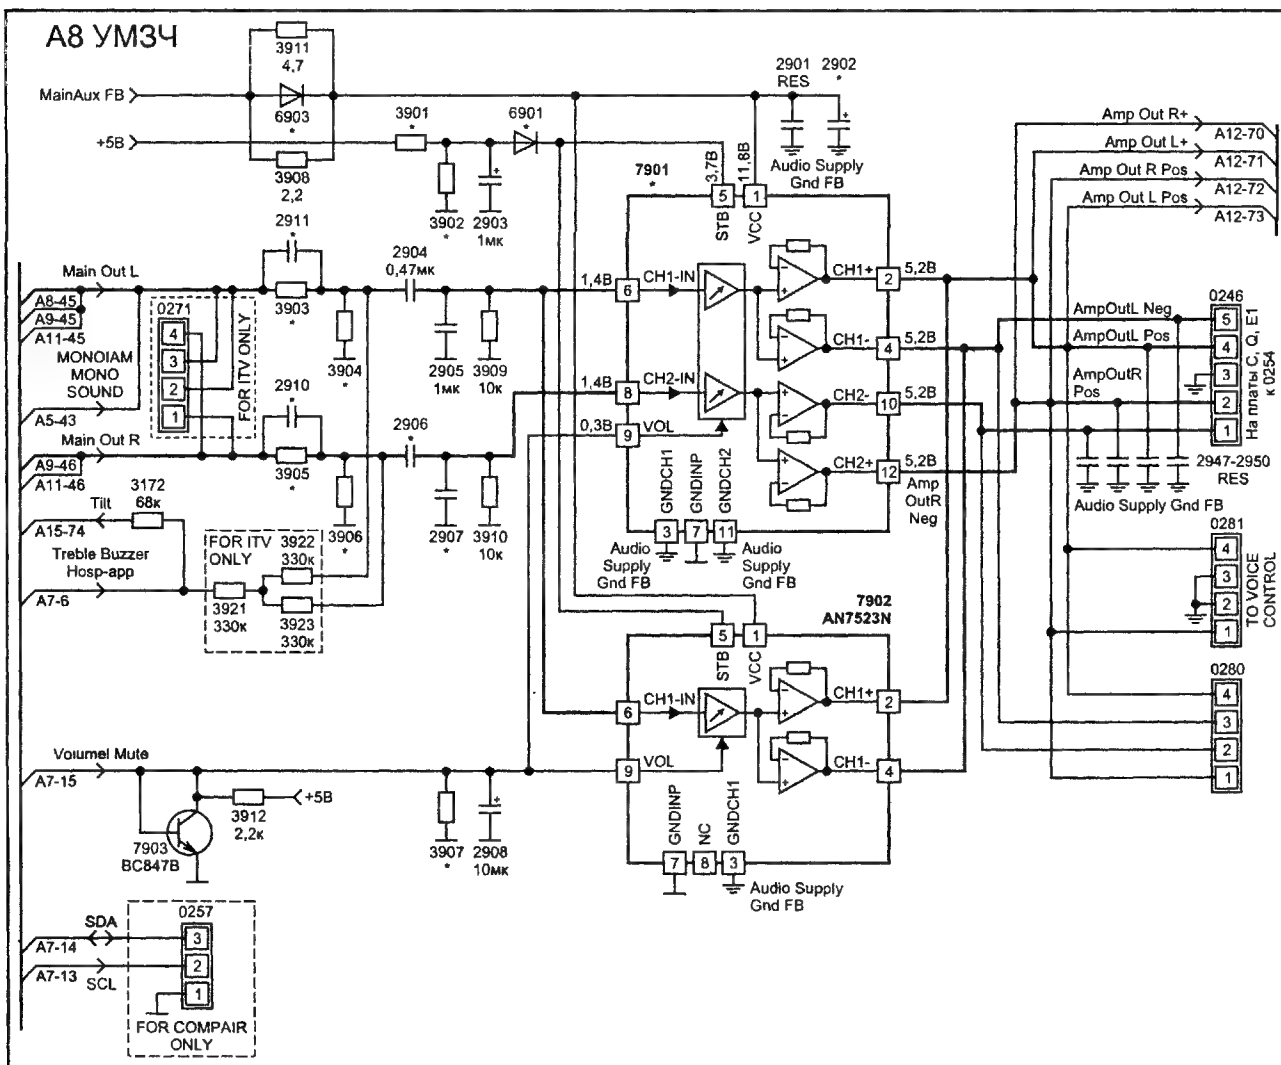 А8 УМЗЧ
3911
4,7
MainAux FB
6903
*
3908
2,2
+5В
3901
*
6901
*
3902
*
2903
1мк
2901
RES
2902
*
Audio Supply
Gnd FB
7901
*
3,7В
11,8В
5
1
STB
VCC
Amp Out R+
A12-70
Amp Out L+
A12-71
Amp Out R Pos
A12-72
Amp Out L Pos
A12-73
2911
*
Main Out L
3903
*
A8-45
A9-45
A11-45
0271
4
3
2
1
FOR ITV ONLY
MONOIAM
MONO
SOUND
A5-43
2904
0,47мк
3904
*
2905
1мк
3909
10к
1,4В
6
CH1-IN
CH1+
2
5,2В
CH1-
4
5,2В
1,4В
8
CH2-IN
CH2-
10
5,2В
0,3В
9
VOL
CH2+
12
5,2В
Amp
OutR
Neg
GNDCH1
GNDINP
GNDCH2
3
7
11
Audio
Supply
Gnd FB
Audio
Supply
Gnd FB
AmpOutL Neg
AmpOutL Pos
AmpOutR
Pos
0246
5
4
3
2
1
На платы C, Q, E1
к 0254
2947-2950
RES
Audio Supply Gnd FB
Main Out R
A9-46
A11-46
2910
*
3905
*
2906
*
3906
*
2907
*
3910
10к
Tilt
3172
68к
A15-74
Treble Buzzer
Hosp-app
A7-6
FOR ITV
ONLY
3922
330к
3921
330к
3923
330к
0281
4
3
2
1
TO VOICE
CONTROL
7902
AN7523N
5
1
STB
VCC
6
CH1-IN
CH1+
2
9
VOL
CH1-
4
GNDINP
NC
GNDCH1
7
8
3
Audio Supply
Gnd FB
0280
4
3
2
1
Volumel Mute
A7-15
3912
2,2к
+5В
7903
BC847B
3907
*
2908
10мк
SDA
A7-14
A7-13
SCL
0257
3
2
1
FOR COMPAIR
ONLY